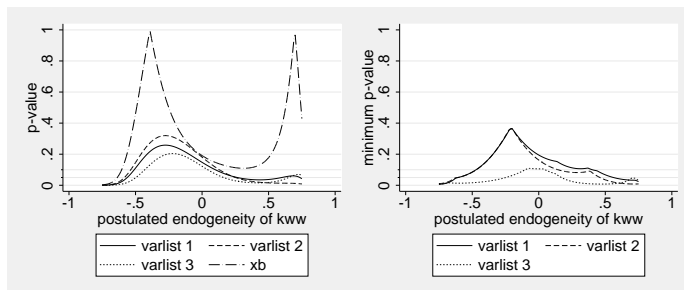 p-value
0 .2 .4 .6 .8 1
-1 -.5 0 .5 1
postulated endogeneity of kww
varlist 1 varlist 2
varlist 3 xb
minimum p-value
0 .2 .4 .6 .8 1
-1 -.5 0 .5 1
postulated endogeneity of kww
varlist 1 varlist 2
varlist 3